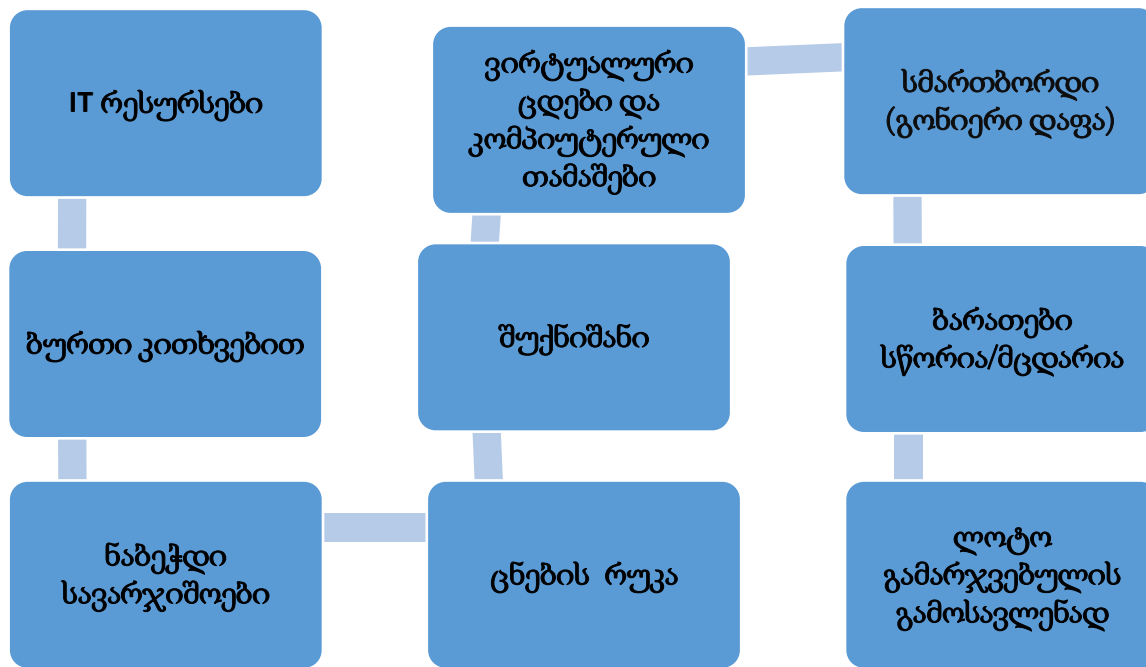 IT რესურსები
ბურთი კითხვებით
ნაბეჭდი
სავარჯიშოები
ცნების რუკა
შუქნიშანი
ვირტუალური
ცდები და
კომპიუტერული
თამაშები
სმართბორდი
(გონიერი დაფა)
ბარათები
სწორია/მცდარია
ლოტო
გამარჯვებულის
გამოსავლენად